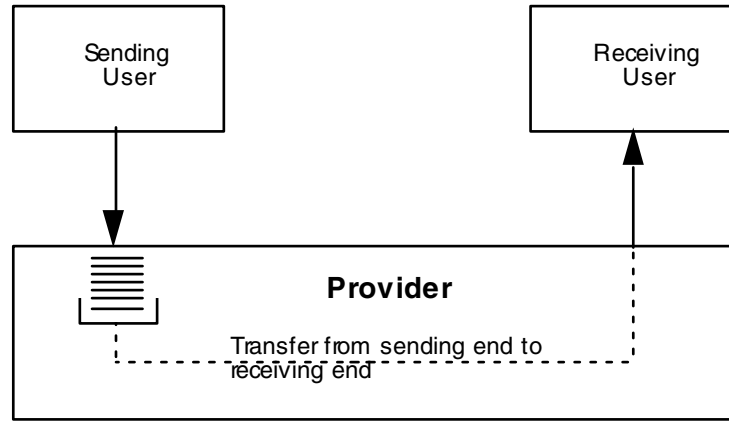 Sending
User
Receiving
User
Provider
Transfer from sending end to
receiving end